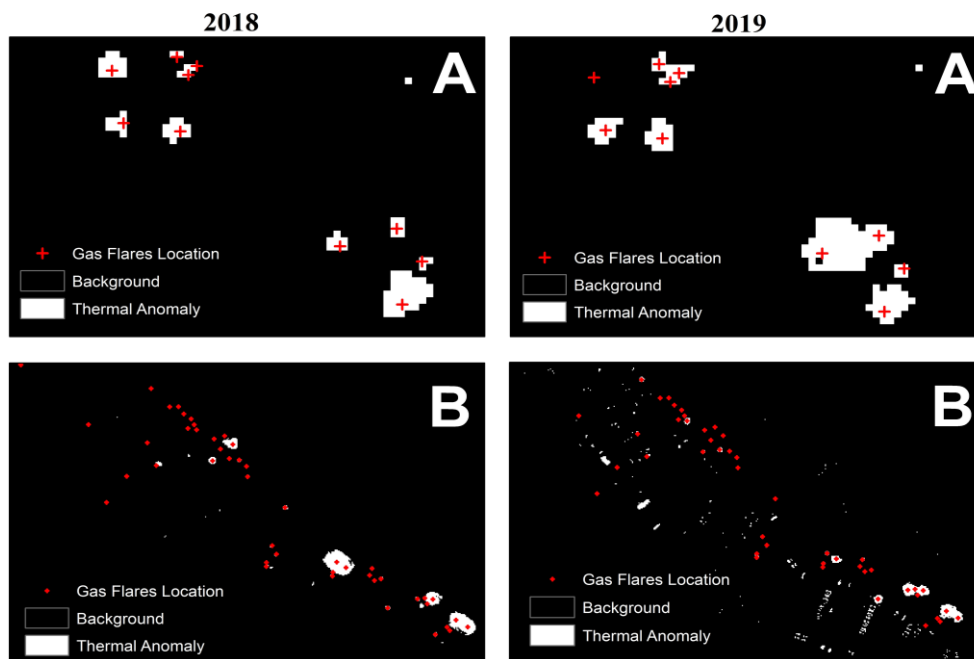 2018
2019
A
Gas Flares Location
Background
Thermal Anomaly
A
Gas Flares Location
Background
Thermal Anomaly
B
Gas Flares Location
Background
Thermal Anomaly
B
Gas Flares Location
Background
Thermal Anomaly